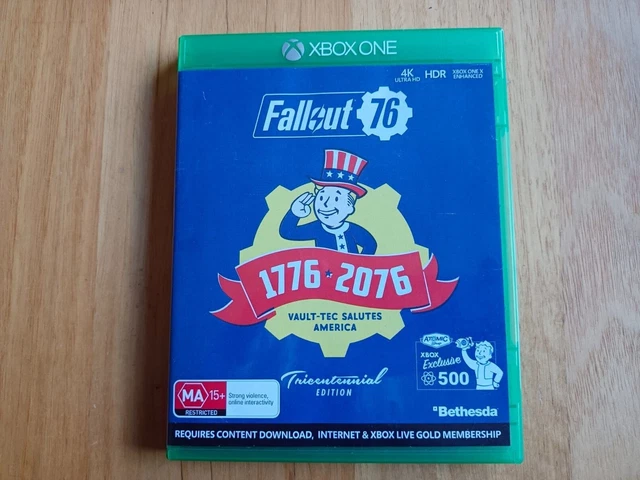 XBOX ONE
4K
ULTRA HD
HDR
XBOX ONE X
ENHANCED
Fallout 76
1776 ★ 2076
VAULT-TEC SALUTES
AMERICA
Tricentennial
EDITION
ATOMIC
Shop
XBOX
Exclusive
500
MA 15+
RESTRICTED
Strong violence,
online interactivity
Bethesda
REQUIRES CONTENT DOWNLOAD, INTERNET & XBOX LIVE GOLD MEMBERSHIP